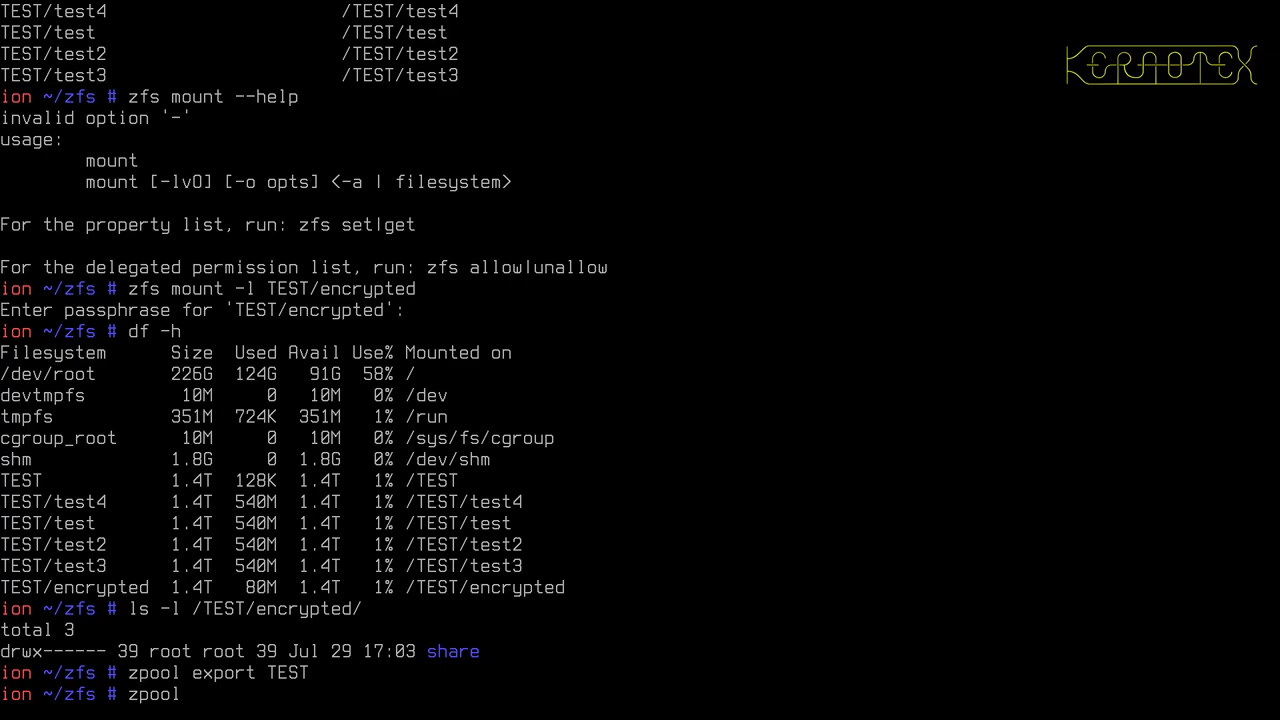 TEST/test4                      /TEST/test4
TEST/test                       /TEST/test
TEST/test2                      /TEST/test2
TEST/test3                      /TEST/test3
KERNOTEX
ion ~/zfs # zfs mount --help
invalid option '-'
usage:
        mount
        mount [-lvO] [-o opts] <-a | filesystem>

For the property list, run: zfs set|get

For the delegated permission list, run: zfs allow|unallow
ion ~/zfs # zfs mount -l TEST/encrypted
Enter passphrase for 'TEST/encrypted':
ion ~/zfs # df -h
Filesystem      Size  Used Avail Use% Mounted on
/dev/root       226G  124G   91G  58% /
devtmpfs         10M     0   10M   0% /dev
tmpfs           351M  724K  351M   1% /run
cgroup_root      10M     0   10M   0% /sys/fs/cgroup
shm             1.8G     0  1.8G   0% /dev/shm
TEST            1.4T  128K  1.4T   1% /TEST
TEST/test4      1.4T  540M  1.4T   1% /TEST/test4
TEST/test       1.4T  540M  1.4T   1% /TEST/test
TEST/test2      1.4T  540M  1.4T   1% /TEST/test2
TEST/test3      1.4T  540M  1.4T   1% /TEST/test3
TEST/encrypted  1.4T   80M  1.4T   1% /TEST/encrypted
ion ~/zfs # ls -l /TEST/encrypted/
total 3
drwx------ 39 root root 39 Jul 29 17:03 share
ion ~/zfs # zpool export TEST
ion ~/zfs # zpool